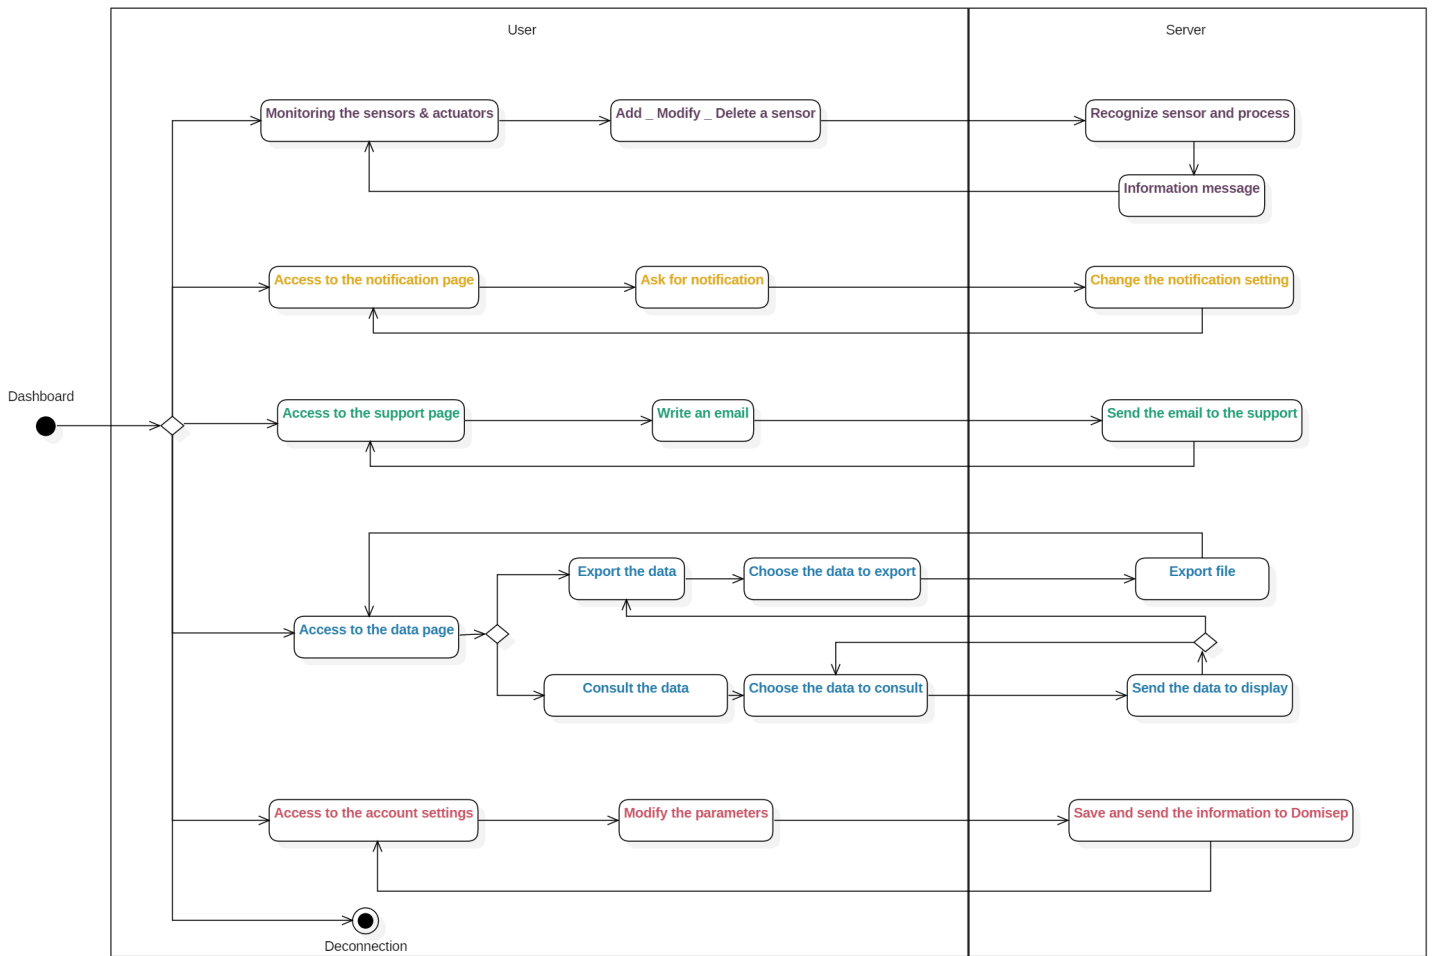 User
Server
Monitoring the sensors & actuators
Add _ Modify _ Delete a sensor
Recognize sensor and process
Information message
Access to the notification page
Ask for notification
Change the notification setting
Dashboard
Access to the support page
Write an email
Send the email to the support
Export the data
Choose the data to export
Export file
Access to the data page
Consult the data
Choose the data to consult
Send the data to display
Access to the account settings
Modify the parameters
Save and send the information to Domisep
Deconnection